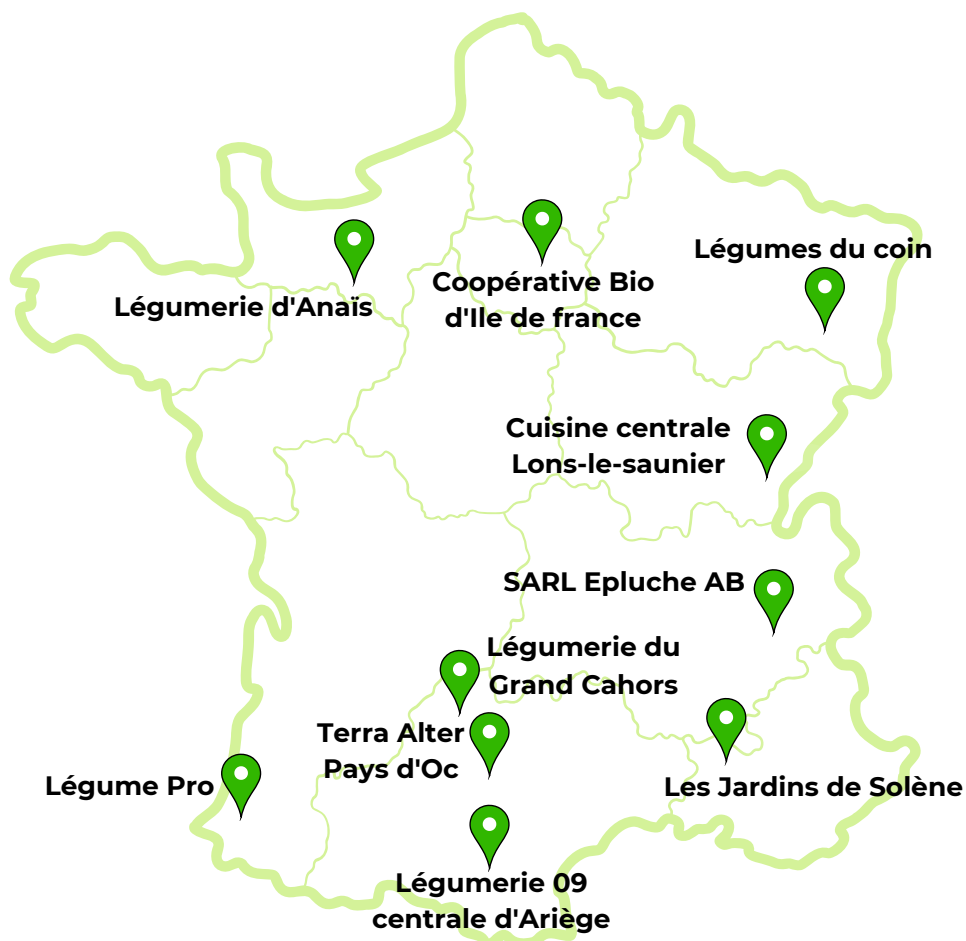 Légumes du coin
Coopérative Bio
d'Ile de france
Légumerie d'Anaïs
Cuisine centrale
Lons-le-saunier
SARL Epluche AB
Légumerie du
Grand Cahors
Terra Alter
Pays d'Oc
Légume Pro
Les Jardins de Solène
Légumerie 09
centrale d'Ariège